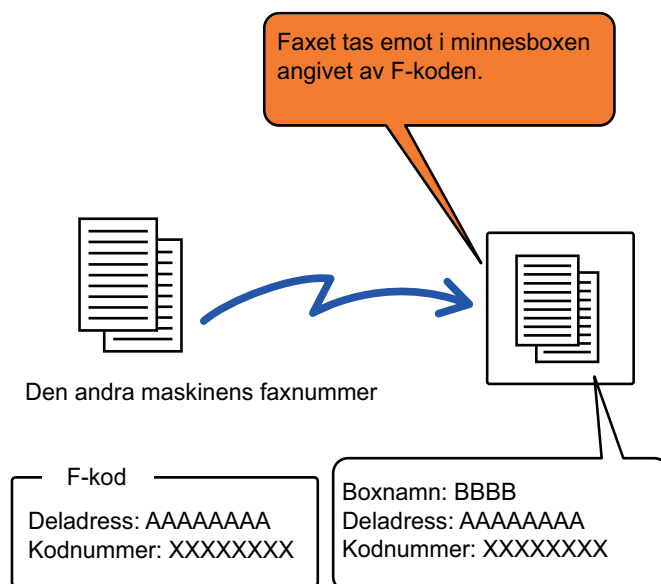 Faxet tas emot i minnesboxen
angivet av F-koden.
Den andra maskinens faxnummer
F-kod
Deladress: AAAAAAAA
Kodnummer: XXXXXXXX
Boxnamn: BBBB
Deladress: AAAAAAAA
Kodnummer: XXXXXXXX